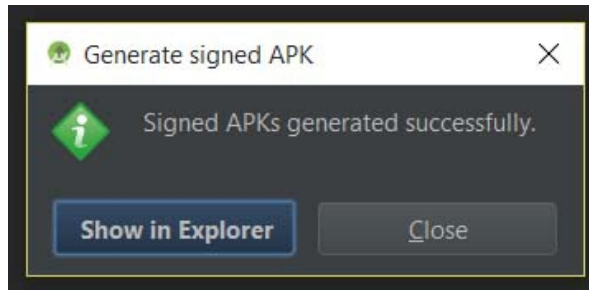 Generate signed APK
Signed APKs generated successfully.
Show in Explorer
Close